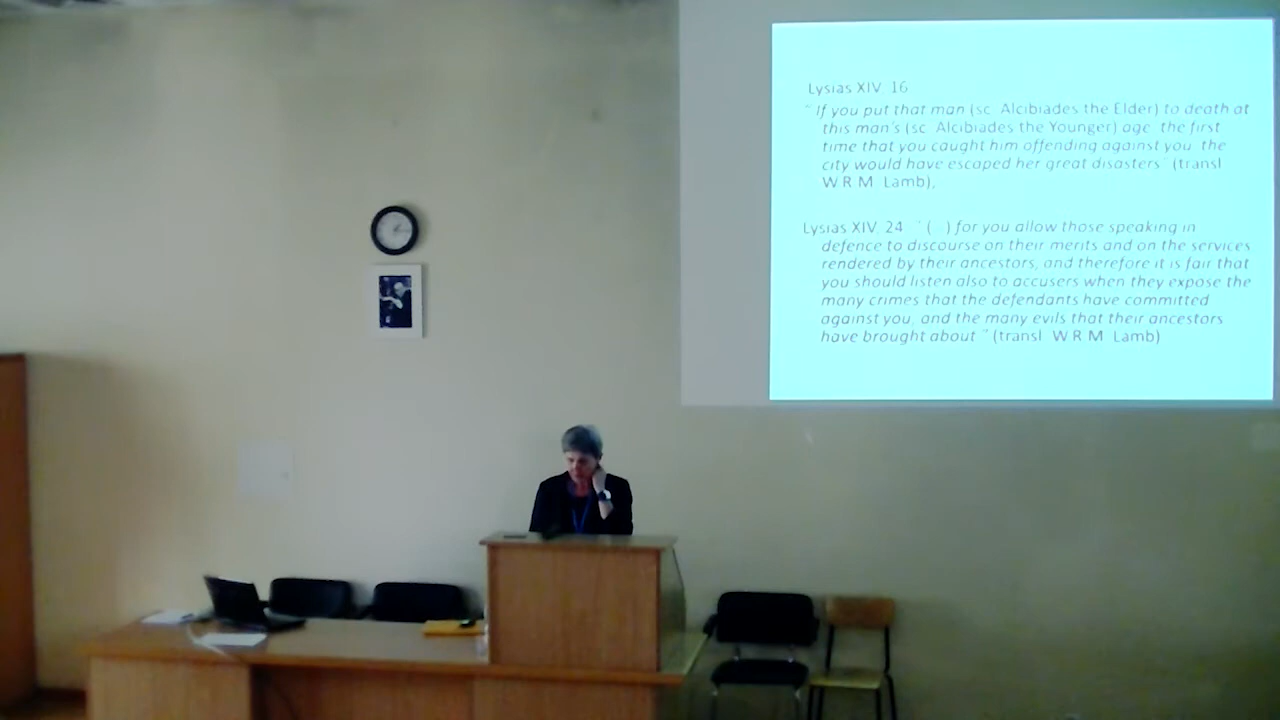 Lysias XIV 16
" If you put that man (sc. Alcibiades the Elder) to death at
this man's (sc. Alcibiades the Younger) age, the first
time that you caught him offending against you, the
city would have escaped her great disasters" (transl.
W.R.M. Lamb),
Lysias XIV. 24 " ( ) for you allow those speaking in
defence to discourse on their merits and on the services
rendered by their ancestors, and therefore it is fair that
you should listen also to accusers when they expose the
many crimes that the defendants have committed
against you, and the many evils that their ancestors
have brought about " (transl. W.R.M. Lamb)